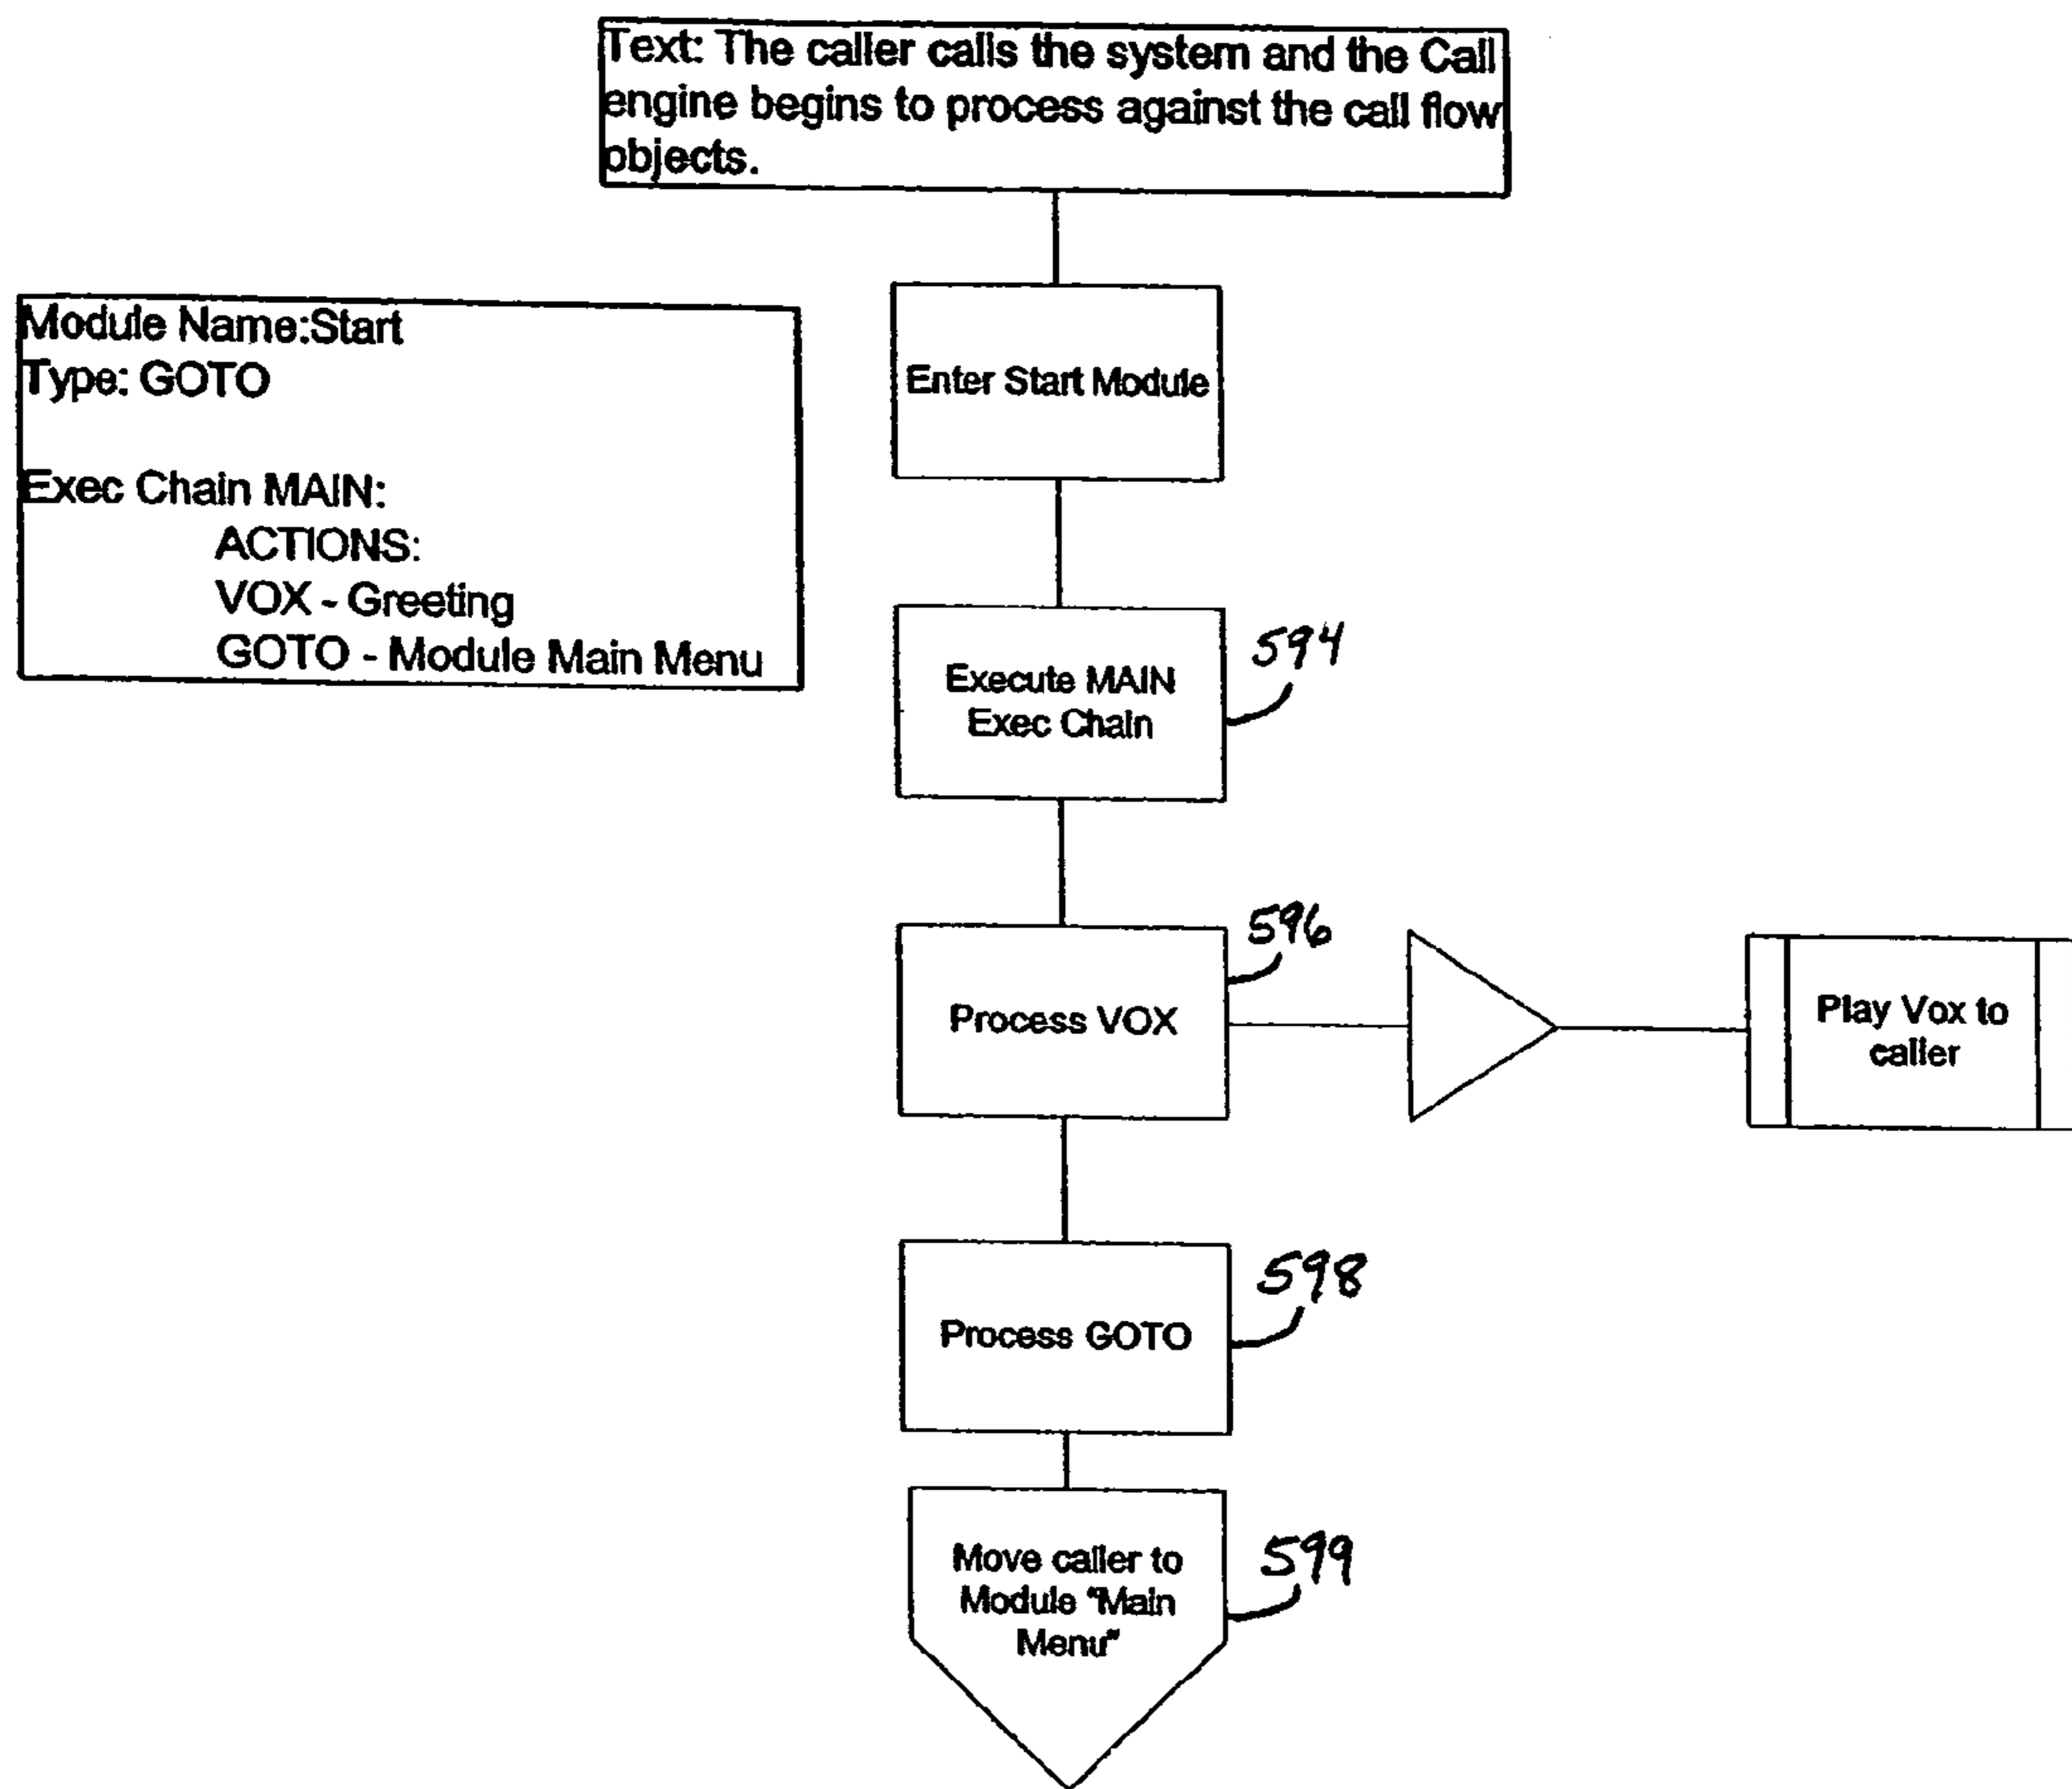 Text: The caller calls the system and the Call
engine begins to process against the call flow
objects.
Module Name:Start
Type: GOTO
Exec Chain MAIN:
ACTIONS:
VOX - Greeting
GOTO - Module Main Menu
Enter Start Module
Execute MAIN
Exec Chain
594
Process VOX
596
Play Vox to
caller
Process GOTO
598
Move caller to
Module "Main
Menu"
599